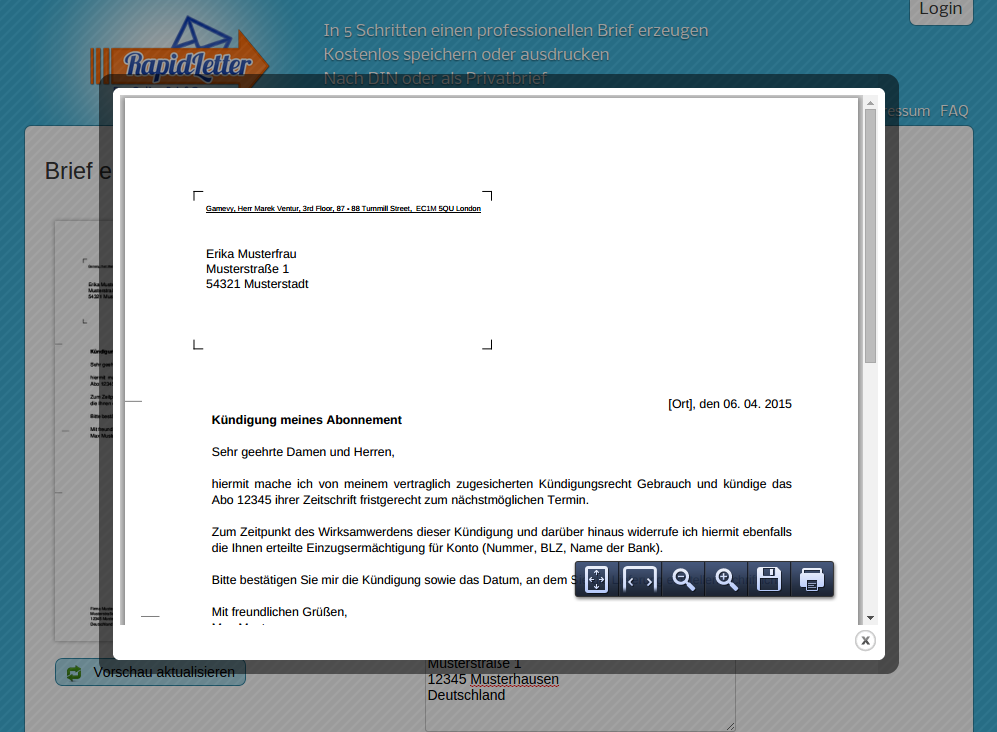 Login
RapidLetter
In 5 Schritten einen professionellen Brief erzeugen
Kostenlos speichern oder ausdrucken
Nach DIN oder als Privatbrief
FAQ
Brief
Gamevy, Herr Marek Ventur, 3rd Floor, 87 - 88 Turnmill Street, EC1M 5QU London
Erika Musterfrau
Musterstraße 1
54321 Musterstadt
[Ort], den 06. 04. 2015
Kündigung meines Abonnement
Sehr geehrte Damen und Herren,
hiermit mache ich von meinem vertraglich zugesicherten Kündigungsrecht Gebrauch und kündige das
Abo 12345 ihrer Zeitschrift fristgerecht zum nächstmöglichen Termin.
Zum Zeitpunkt des Wirksamwerdens dieser Kündigung und darüber hinaus widerrufe ich hiermit ebenfalls
die Ihnen erteilte Einzugsermächtigung für Konto (Nummer, BLZ, Name der Bank).
Bitte bestätigen Sie mir die Kündigung sowie das Datum, an dem
Mit freundlichen Grüßen,
x
Vorschau aktualisieren
Musterstraße 1
12345 Musterhausen
Deutschland